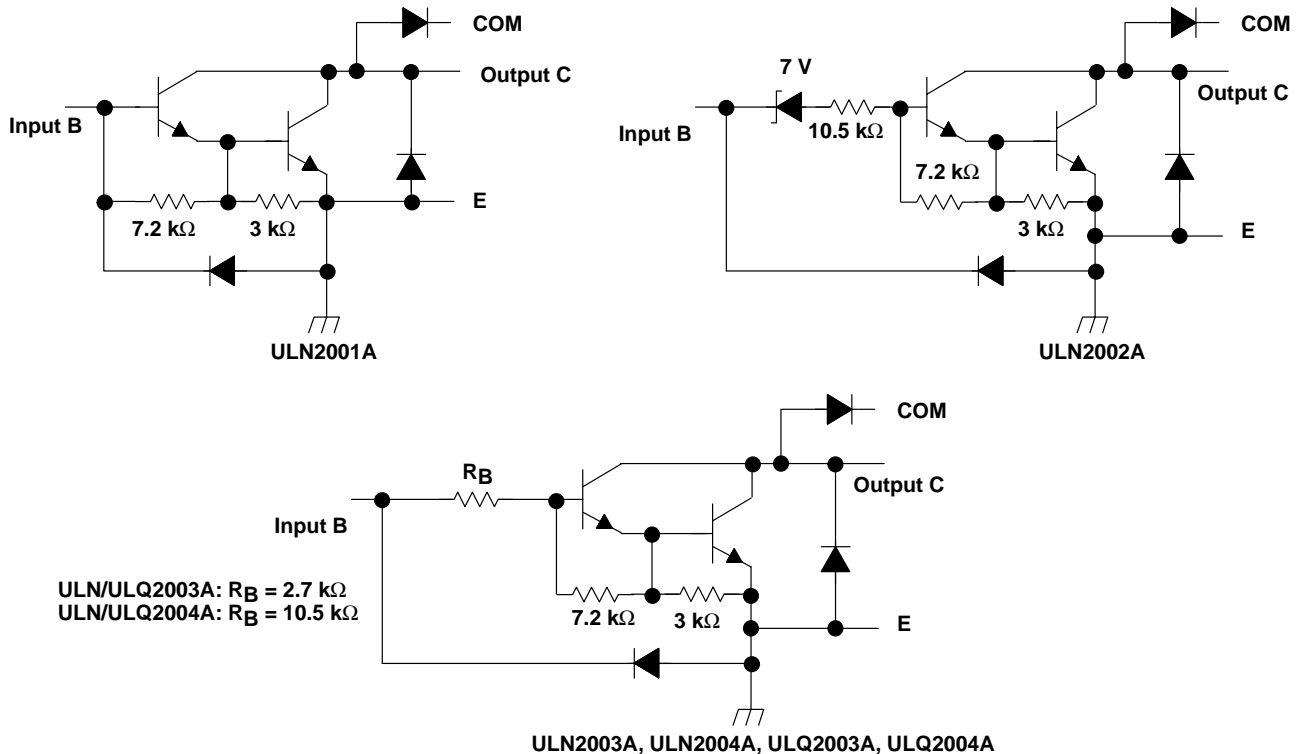 COM
Output C
Input B
7.2 kΩ
3 kΩ
E
ULN2001A
COM
7 V
Output C
Input B
10.5 kΩ
7.2 kΩ
3 kΩ
E
ULN2002A
COM
RB
Output C
Input B
ULN/ULQ2003A: RB = 2.7 kΩ
ULN/ULQ2004A: RB = 10.5 kΩ
7.2 kΩ
3 kΩ
E
ULN2003A, ULN2004A, ULQ2003A, ULQ2004A